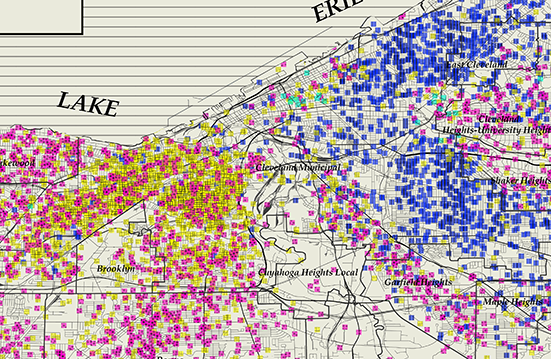 ERIE
LAKE
East Cleveland
Cleveland
Heights-University Heights
kewood
Cleveland Municipal
Shaker Heights
Brooklyn
Cuyahoga Heights Local
Garfield Heights
Maple Heights